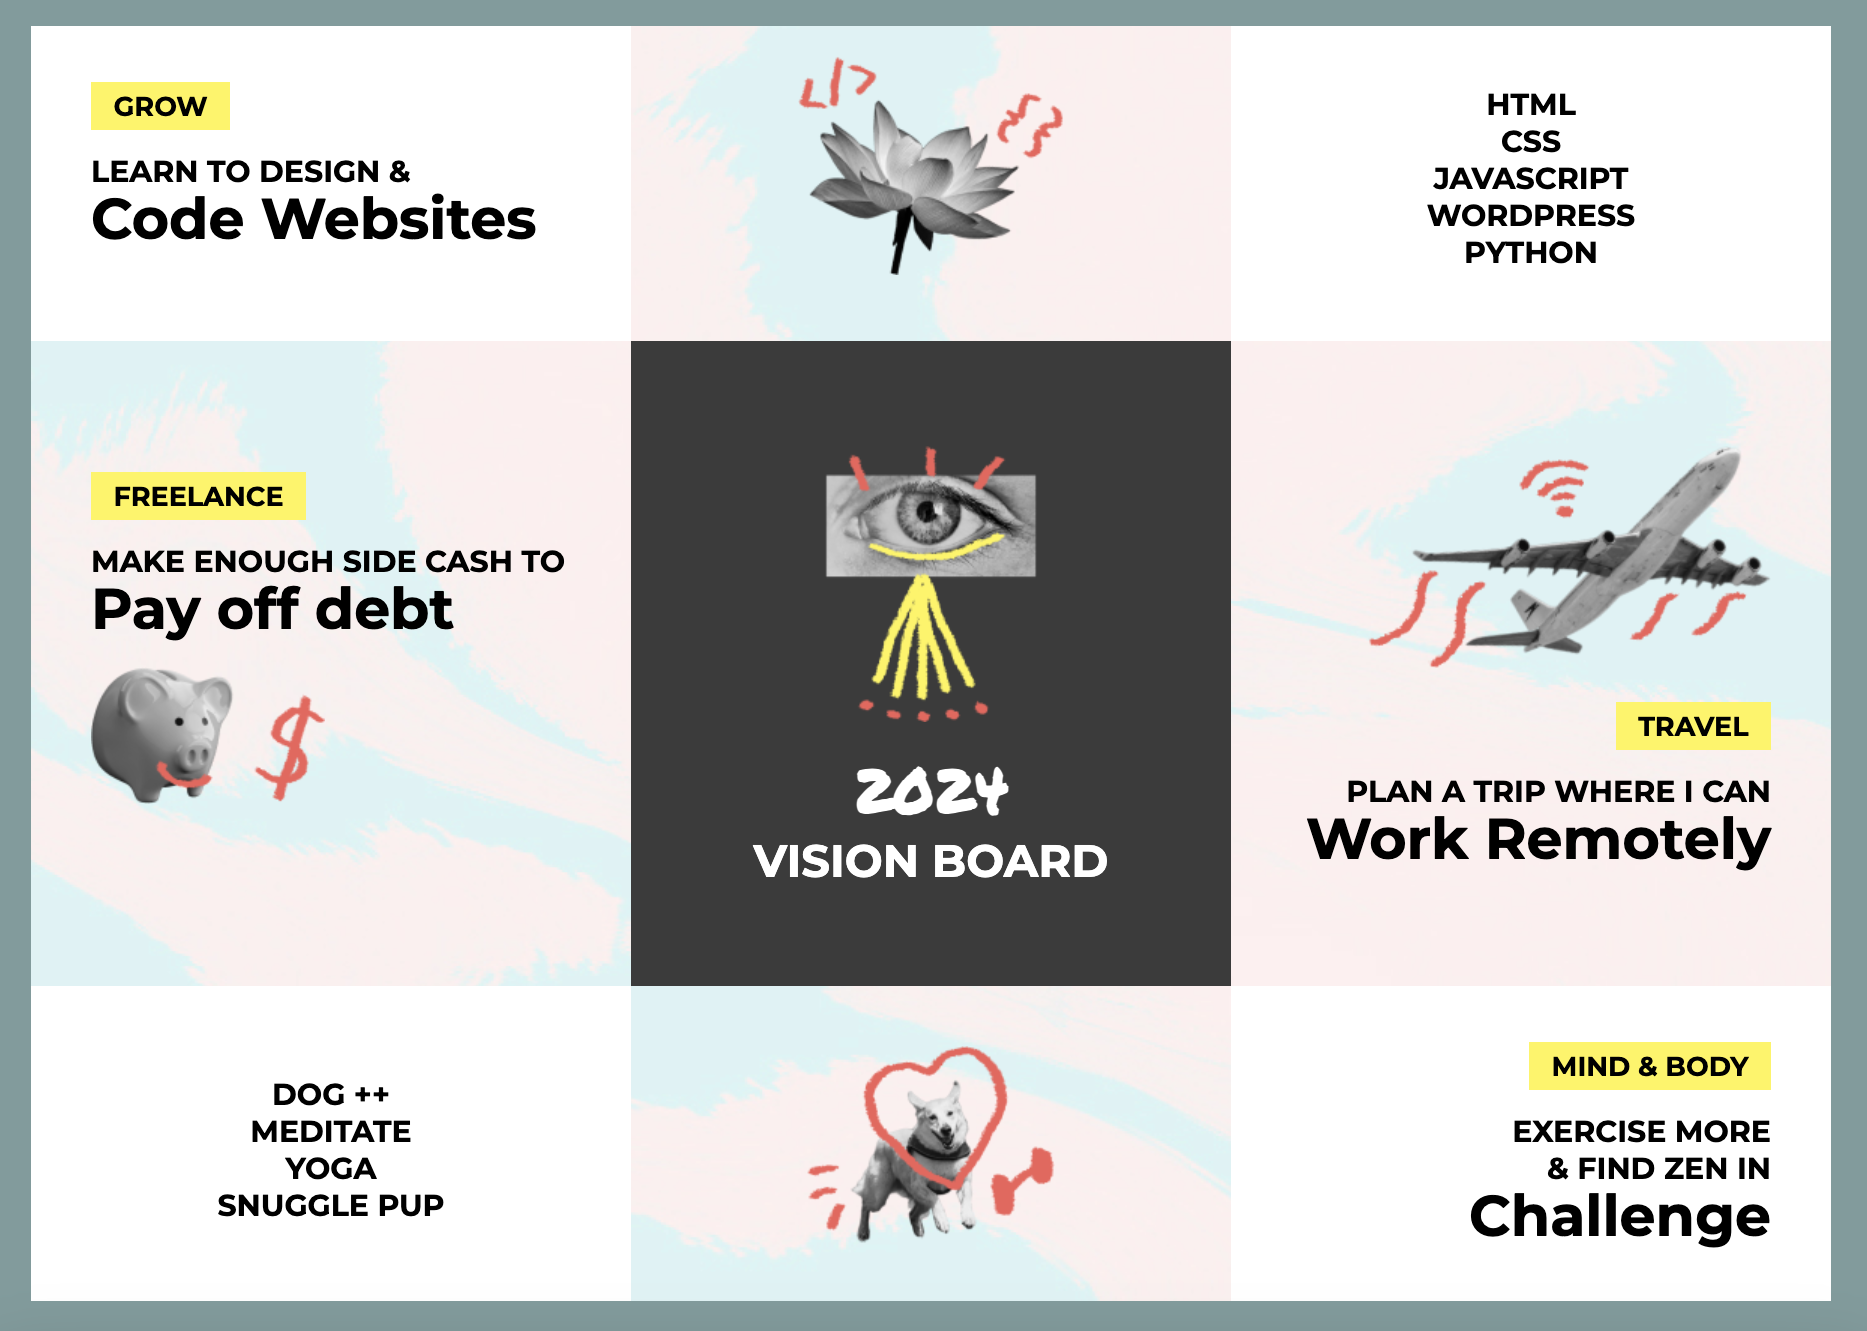 GROW
LEARN TO DESIGN &
Code Websites
</>
{}
HTML
CSS
JAVASCRIPT
WORDPRESS
PYTHON
FREELANCE
MAKE ENOUGH SIDE CASH TO
Pay off debt
$
2024
VISION BOARD
TRAVEL
PLAN A TRIP WHERE I CAN
Work Remotely
DOG ++
MEDITATE
YOGA
SNUGGLE PUP
MIND & BODY
EXERCISE MORE
& FIND ZEN IN
Challenge